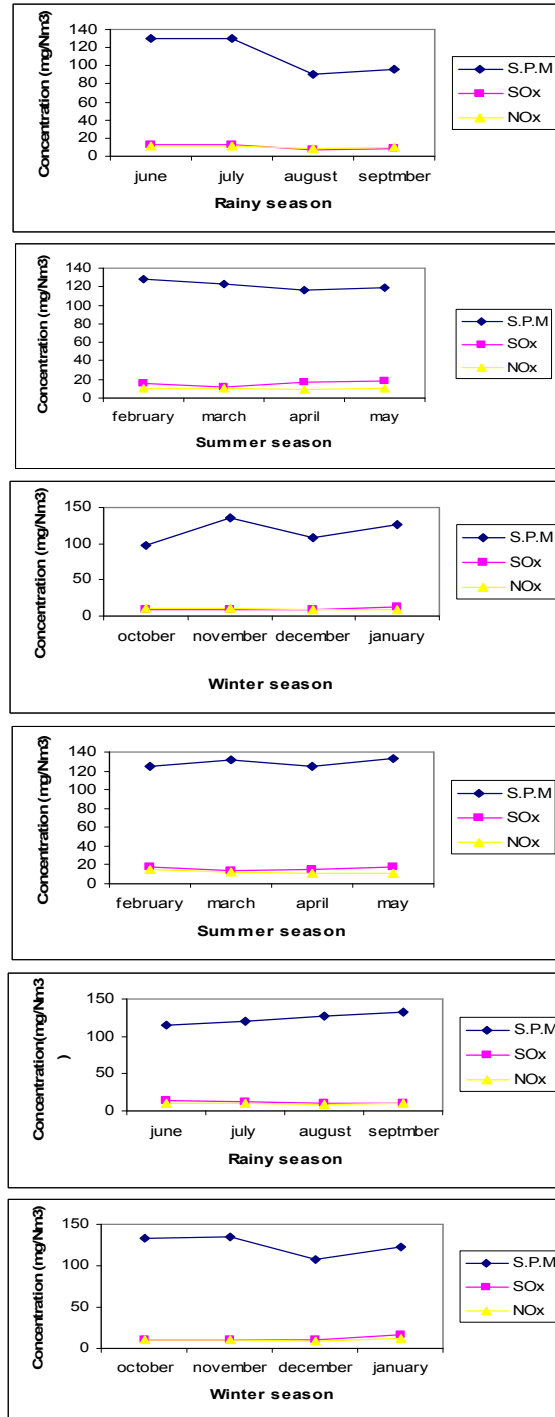 Concentration (mg/Nm3)
140
120
100
80
60
40
20
0
june july august septmber
Rainy season
S.P.M
SOx
NOx
Concentration (mg/Nm3)
140
120
100
80
60
40
20
0
february march april may
Summer season
S.P.M
SOx
NOx
Concentration (mg/Nm3)
150
100
50
0
october november december january
Winter season
S.P.M
SOx
NOx
Concentration (mg/Nm3)
140
120
100
80
60
40
20
0
february march april may
Summer season
S.P.M
SOx
NOx
Concentration(mg/Nm3
)
150
100
50
0
june july august septmber
Rainy season
S.P.M
SOx
NOx
Concentration (mg/Nm3)
150
100
50
0
october november december january
Winter season
S.P.M
SOx
NOx